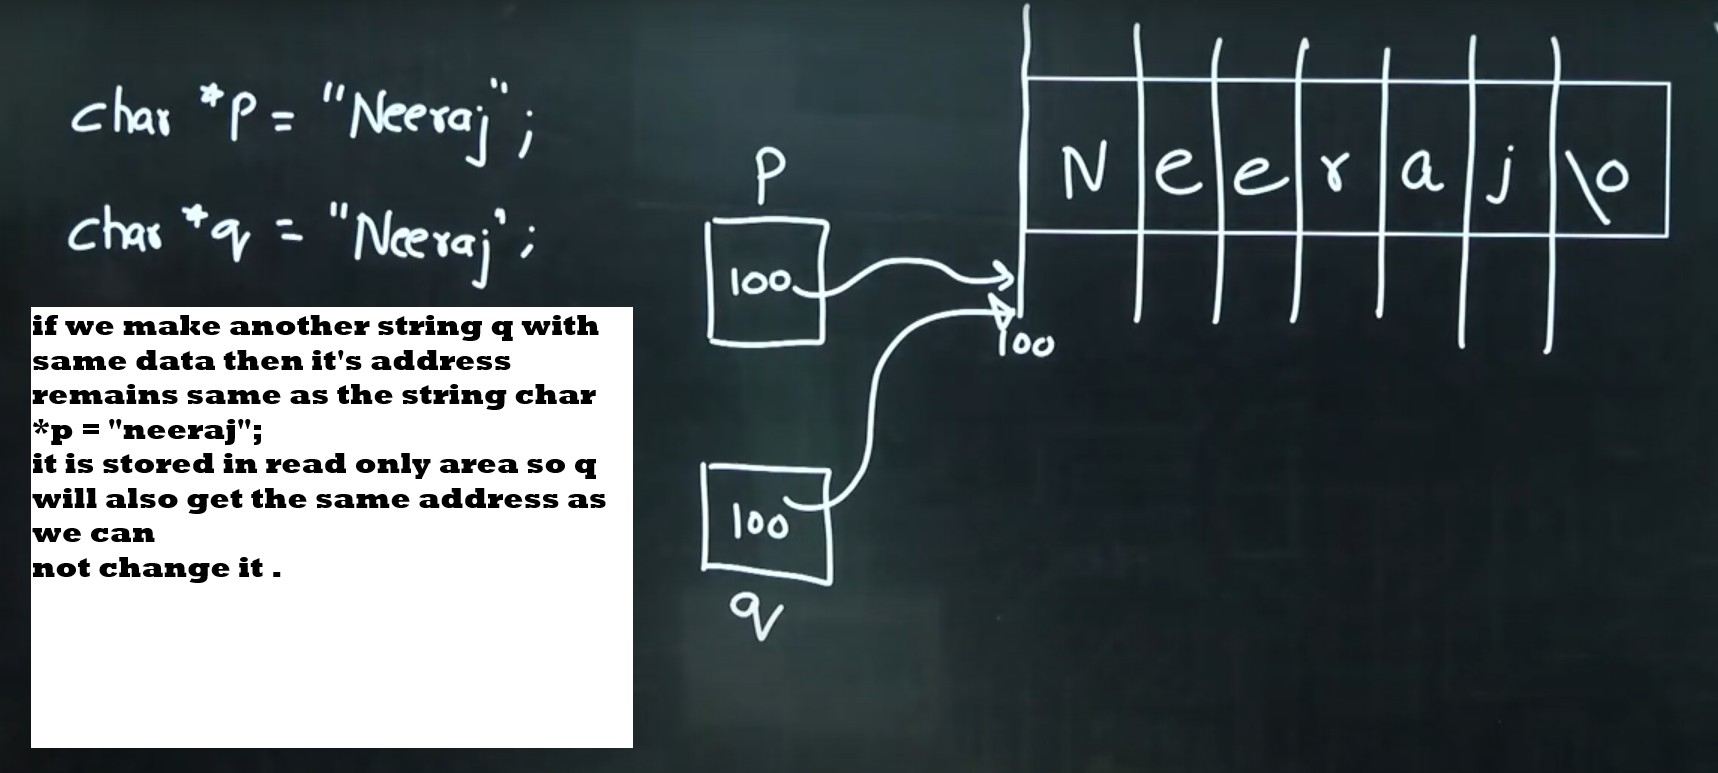 char *p = "Neeraj";
char *q = "Neeraj";
if we make another string q with
same data then it's address
remains same as the string char
*p = "neeraj";
it is stored in read only area so q
will also get the same address as
we can
not change it .
P
100
N e e r a j \0
100
100
q